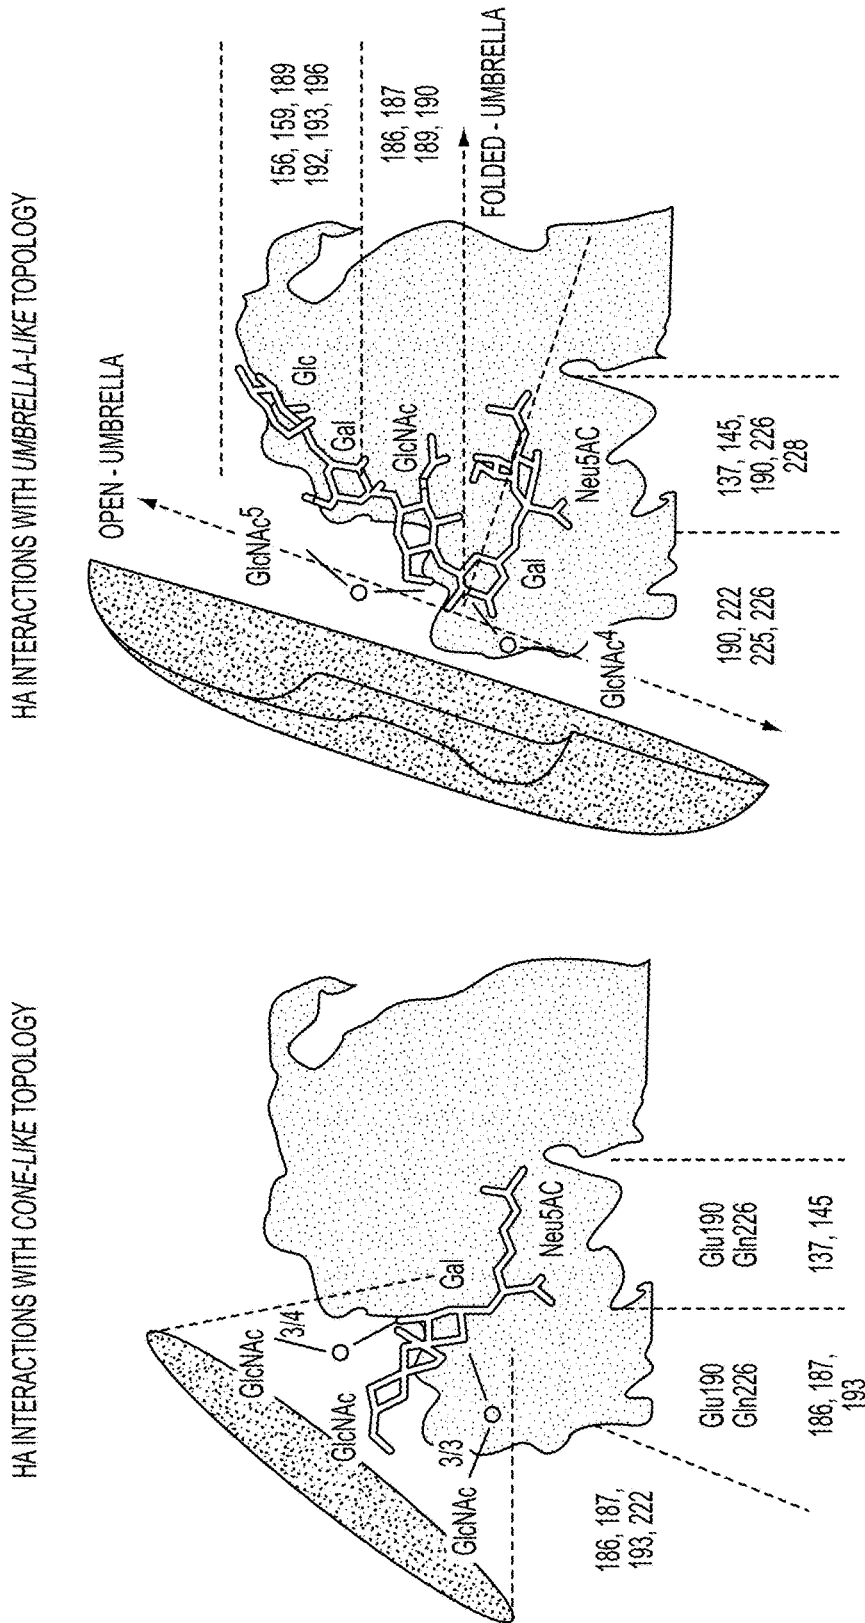 HA INTERACTIONS WITH CONE-LIKE TOPOLOGY
GlcNAc
3/4
GlcNAc
Gal
3/3
GlcNAc
Neu5AC
186, 187,
193, 222
Glu190
Gln226
186, 187,
193
Glu190
Gln226
137, 145
HA INTERACTIONS WITH UMBRELLA-LIKE TOPOLOGY
OPEN - UMBRELLA
156, 159, 189
192, 193, 196
186, 187
189, 190
FOLDED - UMBRELLA
Glc
Gal
GlcNAc
GlcNAc5
Neu5AC
Gal
GlcNAc4
190, 222
225, 226
137, 145,
190, 226
228